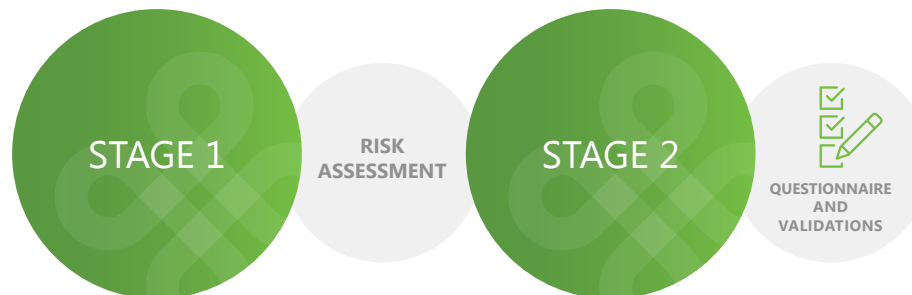 STAGE 1
RISK
ASSESSMENT
STAGE 2
QUESTIONNAIRE
AND
VALIDATIONS